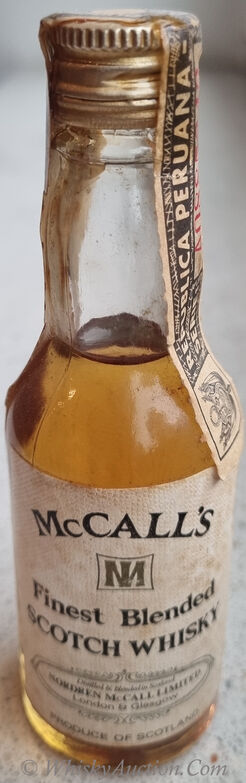 REPUBLICA PERUANA -
McCALL'S
NM
Finest Blended
SCOTCH WHISKY
Distilled & blended in Scotland
NORDREN McCALL LIMITED
London & Glasgow
PRODUCE OF SCOTLAND
© WhiskyAuction.Com